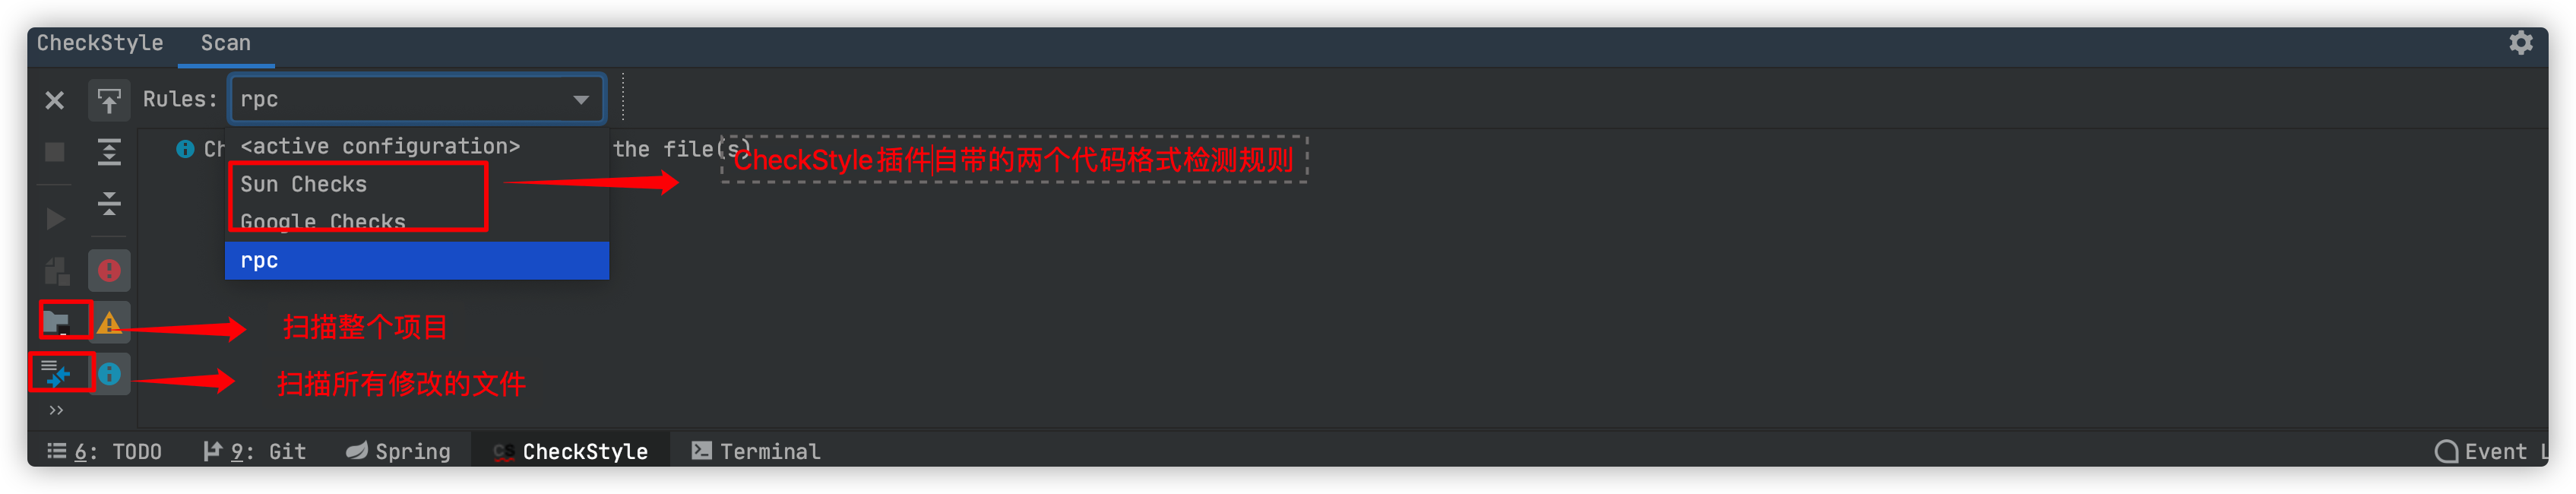 CheckStyle Scan
Rules: rpc
<active configuration>
the file(s)
CheckStyle插件自带的两个代码格式检测规则
Sun Checks
Google Checks
rpc
扫描整个项目
扫描所有修改的文件
6: TODO 9: Git Spring CheckStyle Terminal Event